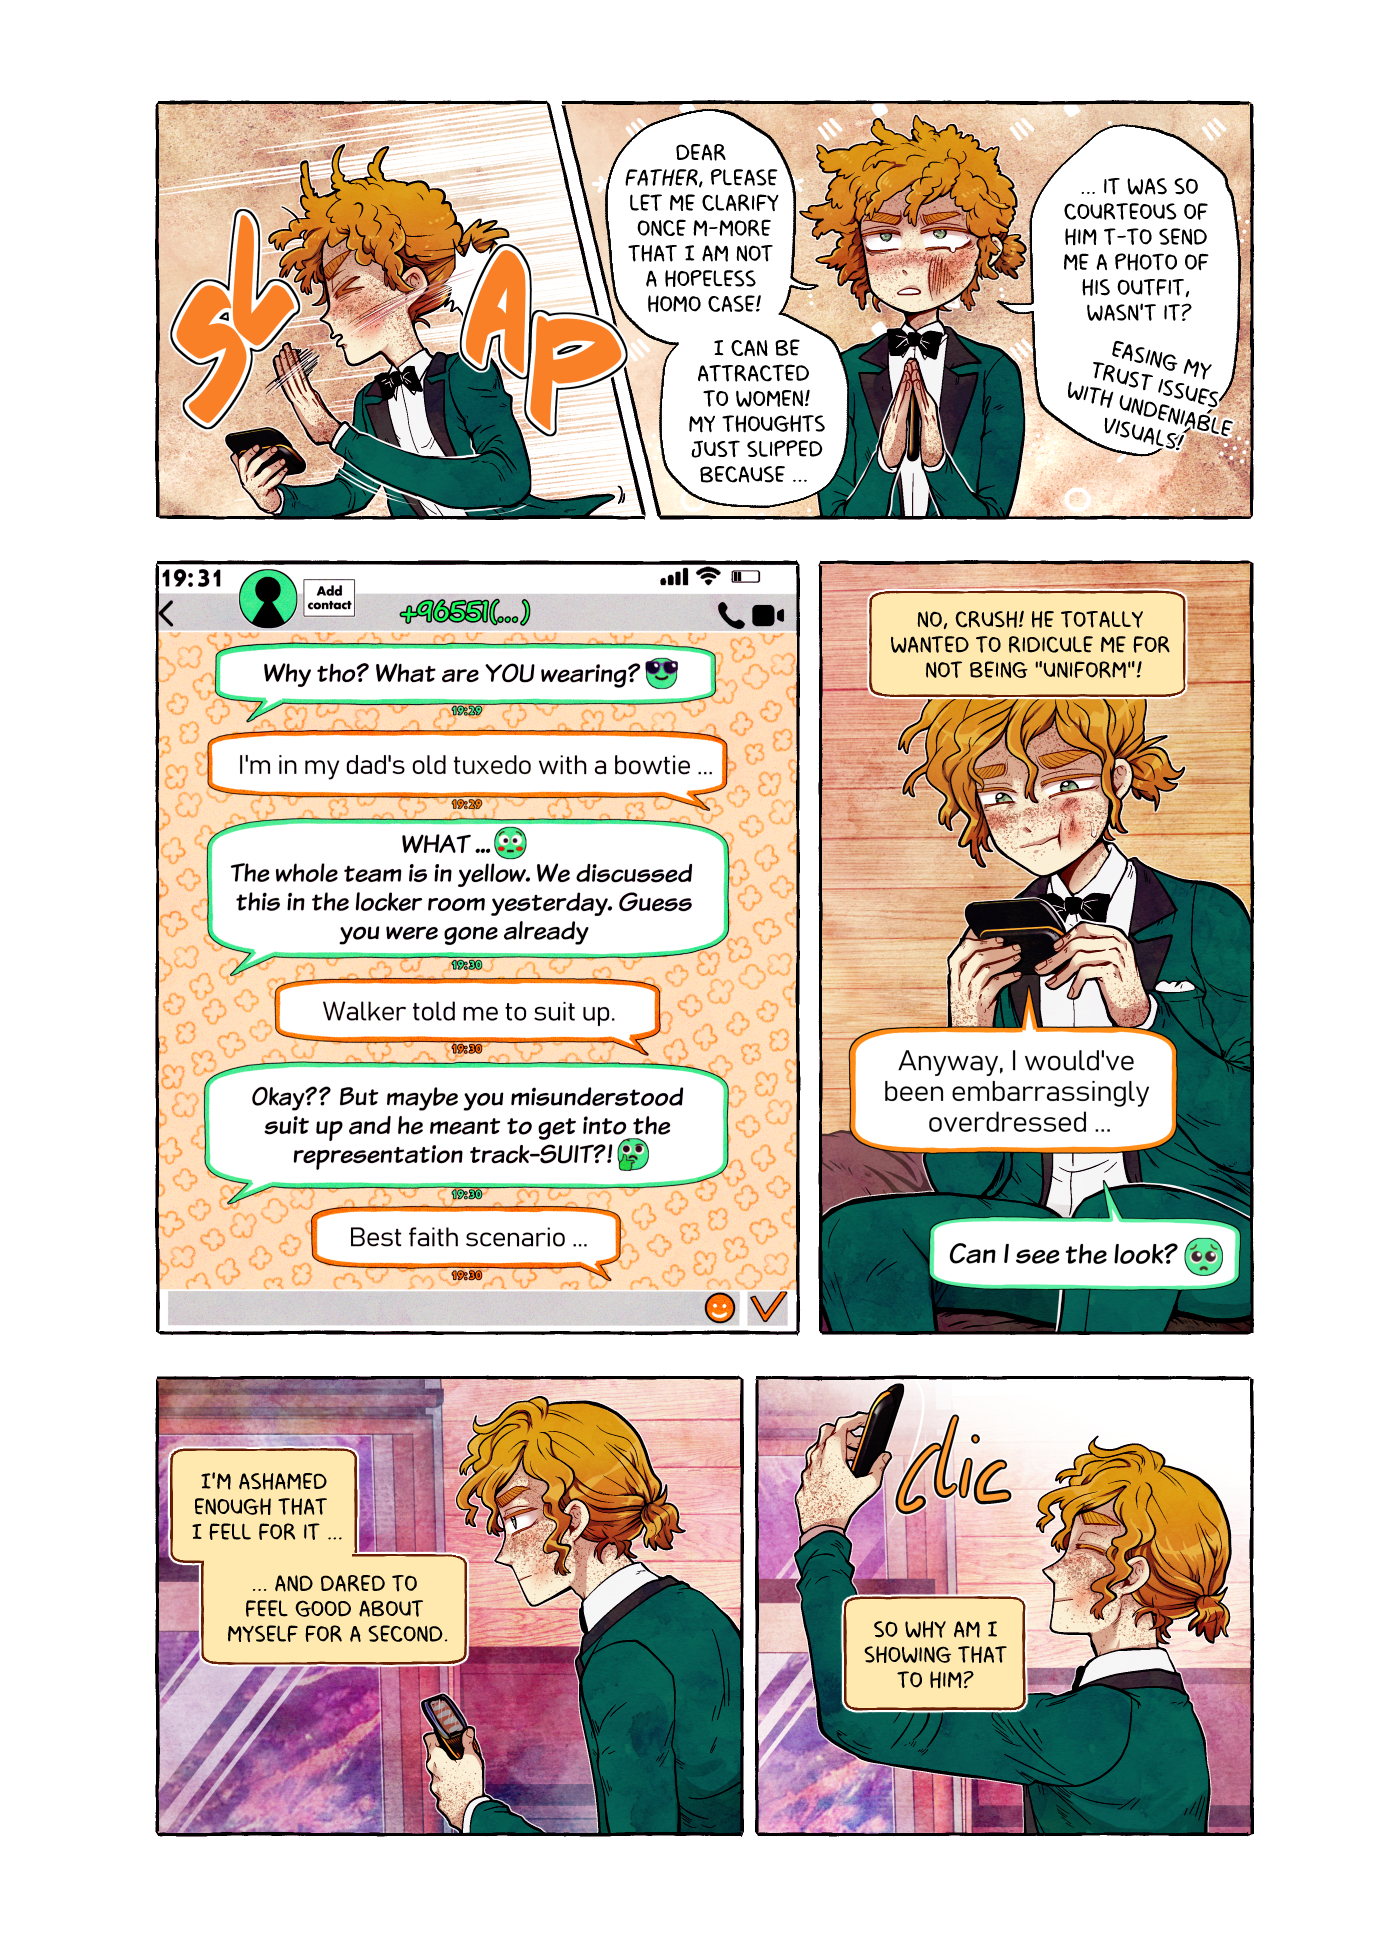 SLAP
DEAR
FATHER, PLEASE
LET ME CLARIFY
ONCE M-MORE
THAT I AM NOT
A HOPELESS
HOMO CASE!
I CAN BE
ATTRACTED
TO WOMEN!
MY THOUGHTS
JUST SLIPPED
BECAUSE ...
... IT WAS SO
COURTEOUS OF
HIM T-TO SEND
ME A PHOTO OF
HIS OUTFIT,
WASN'T IT?
EASING MY
TRUST ISSUES
WITH UNDENIABLE
VISUALS!
19:31
Add
contact
+96551(...)
Why tho? What are YOU wearing? 😎
19:29
I'm in my dad's old tuxedo with a bowtie ...
19:29
WHAT ... 😳
The whole team is in yellow. We discussed
this in the locker room yesterday. Guess
you were gone already
19:30
Walker told me to suit up.
19:30
Okay?? But maybe you misunderstood
suit up and he meant to get into the
representation track-SUIT?! 🤔
19:30
Best faith scenario ...
19:30
NO, CRUSH! HE TOTALLY
WANTED TO RIDICULE ME FOR
NOT BEING "UNIFORM"!
Anyway, I would've
been embarrassingly
overdressed ...
Can I see the look? 🥺
I'M ASHAMED
ENOUGH THAT
I FELL FOR IT ...
... AND DARED TO
FEEL GOOD ABOUT
MYSELF FOR A SECOND.
clic
SO WHY AM I
SHOWING THAT
TO HIM?